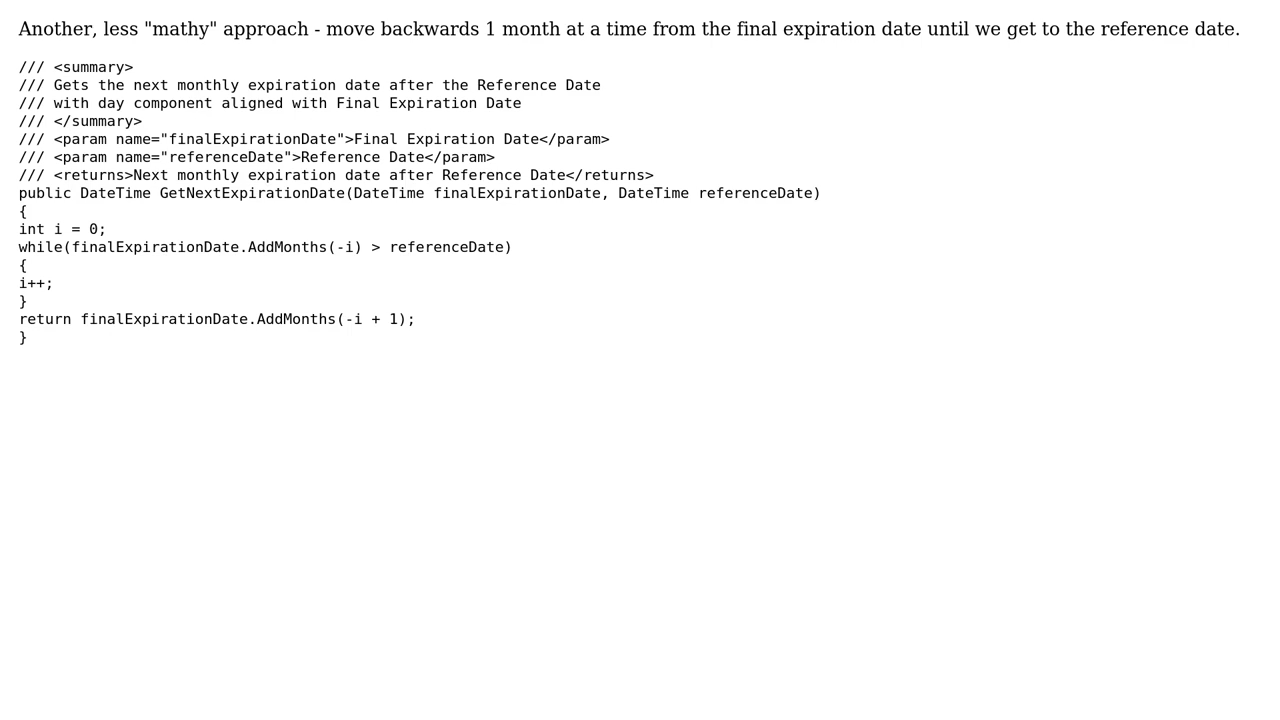 Another, less "mathy" approach - move backwards 1 month at a time from the final expiration date until we get to the reference date.
/// <summary>
/// Gets the next monthly expiration date after the Reference Date
/// with day component aligned with Final Expiration Date
/// </summary>
/// <param name="finalExpirationDate">Final Expiration Date</param>
/// <param name="referenceDate">Reference Date</param>
/// <returns>Next monthly expiration date after Reference Date</returns>
public DateTime GetNextExpirationDate(DateTime finalExpirationDate, DateTime referenceDate)
{
int i = 0;
while(finalExpirationDate.AddMonths(-i) > referenceDate)
{
i++;
}
return finalExpirationDate.AddMonths(-i + 1);
}